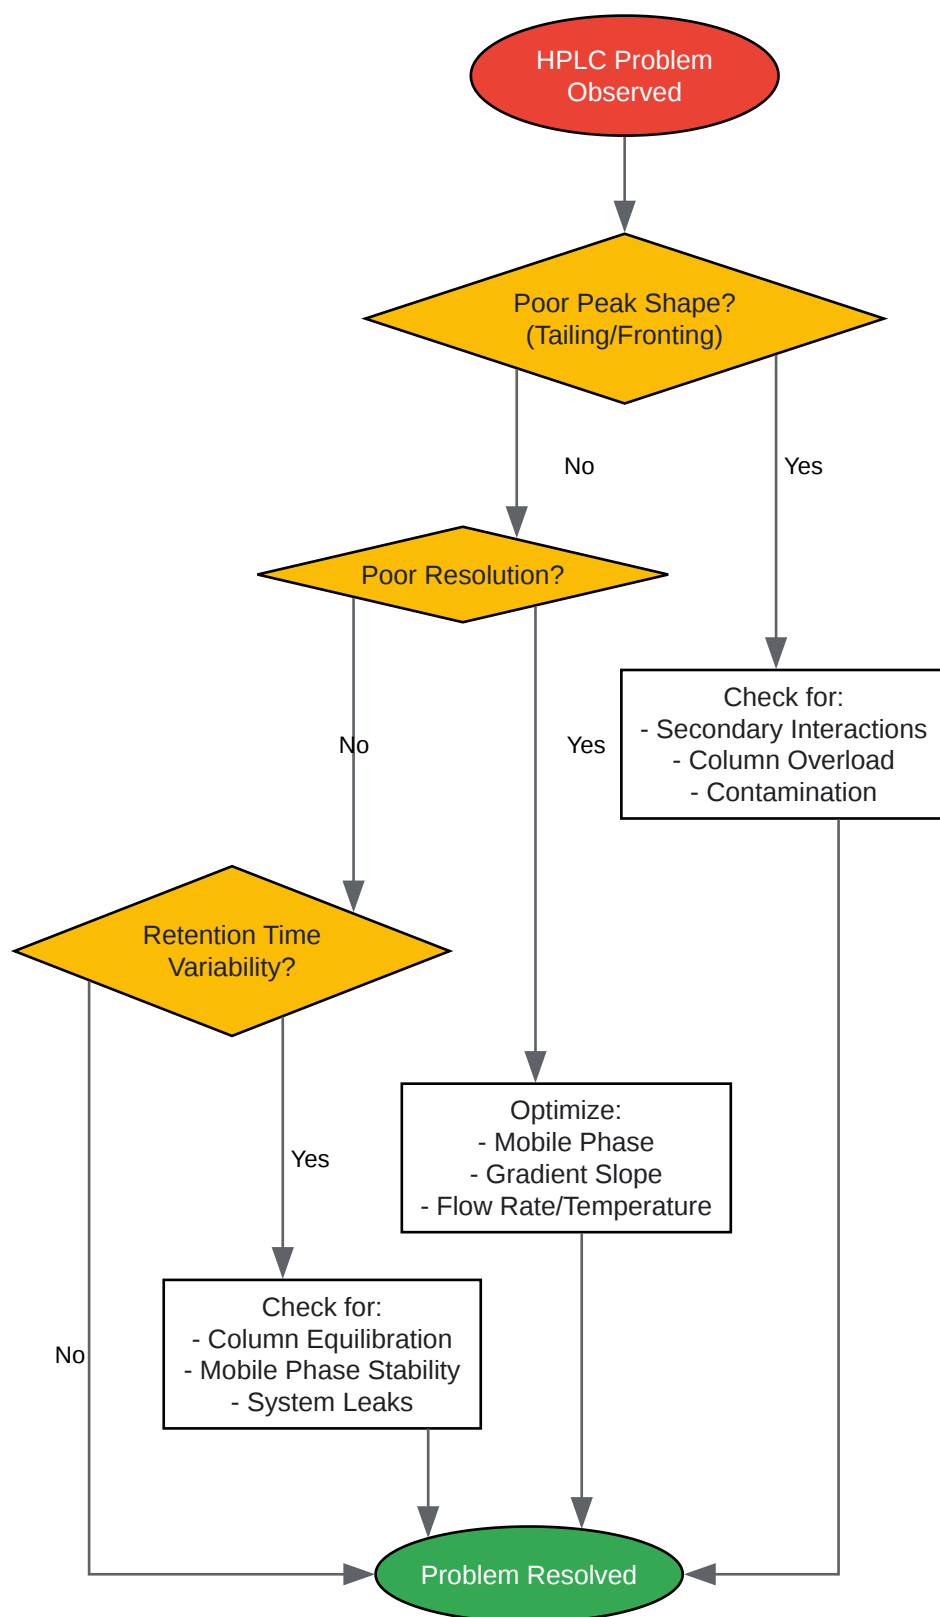 HPLC Problem
Observed
Poor Peak Shape?
(Tailing/Fronting)
No
Yes
Poor Resolution?
Check for:
- Secondary Interactions
- Column Overload
- Contamination
No
Yes
Retention Time
Variability?
Optimize:
- Mobile Phase
- Gradient Slope
- Flow Rate/Temperature
Yes
Check for:
- Column Equilibration
- Mobile Phase Stability
- System Leaks
No
Problem Resolved